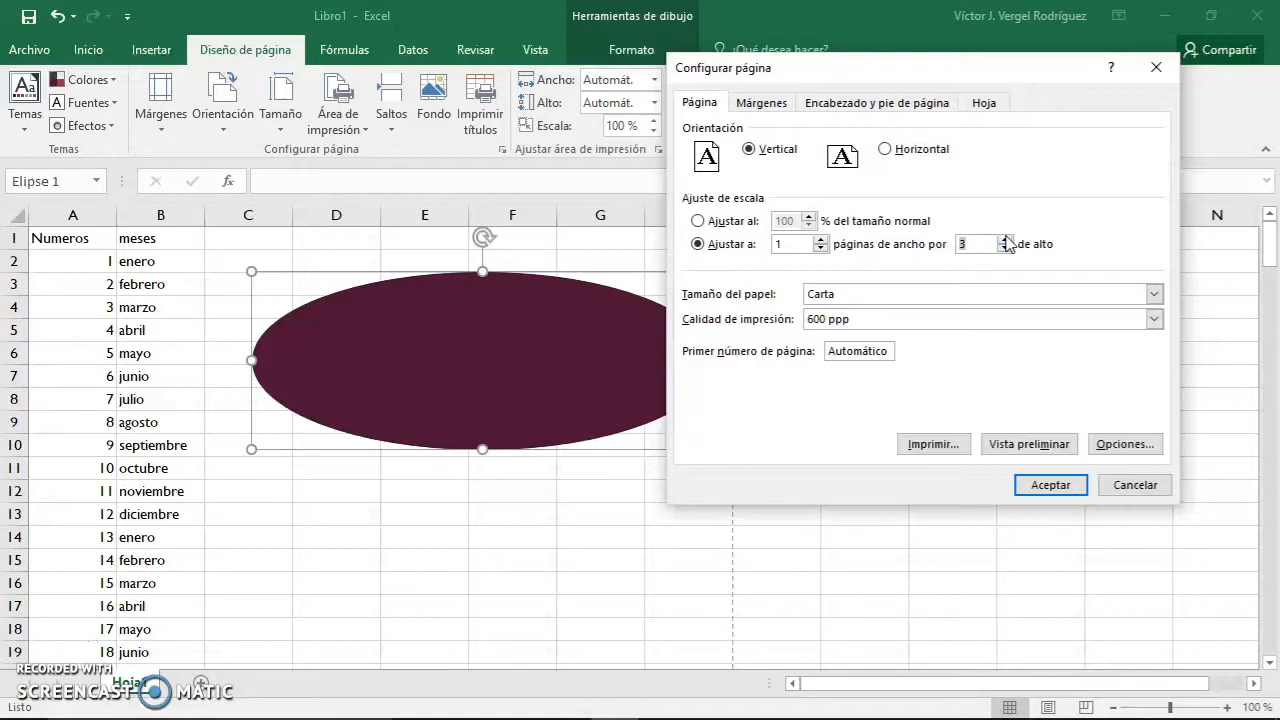 Libro1 - Excel
Herramientas de dibujo
Víctor J. Vergel Rodríguez
Archivo
Inicio
Insertar
Diseño de página
Fórmulas
Datos
Revisar
Vista
Formato
¿Qué desea hacer?
Compartir
Aa
Temas
Colores
Fuentes
Efectos
Márgenes
Orientación
Tamaño
Área de impresión
Saltos
Fondo
Imprimir títulos
Ancho: Automát.
Alto: Automát.
Escala: 100 %
Temas
Configurar página
Ajustar área de impresión
Elipse 1
fx
A B C D E F G N
1 Numeros meses
2 1 enero
3 2 febrero
4 3 marzo
5 4 abril
6 5 mayo
7 6 junio
8 7 julio
9 8 agosto
10 9 septiembre
11 10 octubre
12 11 noviembre
13 12 diciembre
14 13 enero
15 14 febrero
16 15 marzo
17 16 abril
18 17 mayo
19 18 junio
Configurar página
?
Página
Márgenes
Encabezado y pie de página
Hoja
Orientación
A Vertical
A Horizontal
Ajuste de escala
Ajustar al: 100 % del tamaño normal
Ajustar a: 1 páginas de ancho por 3 de alto
Tamaño del papel: Carta
Calidad de impresión: 600 ppp
Primer número de página: Automático
Imprimir...
Vista preliminar
Opciones...
Aceptar
Cancelar
RECORDED WITH
SCREENCAST MATIC
Listo
100 %